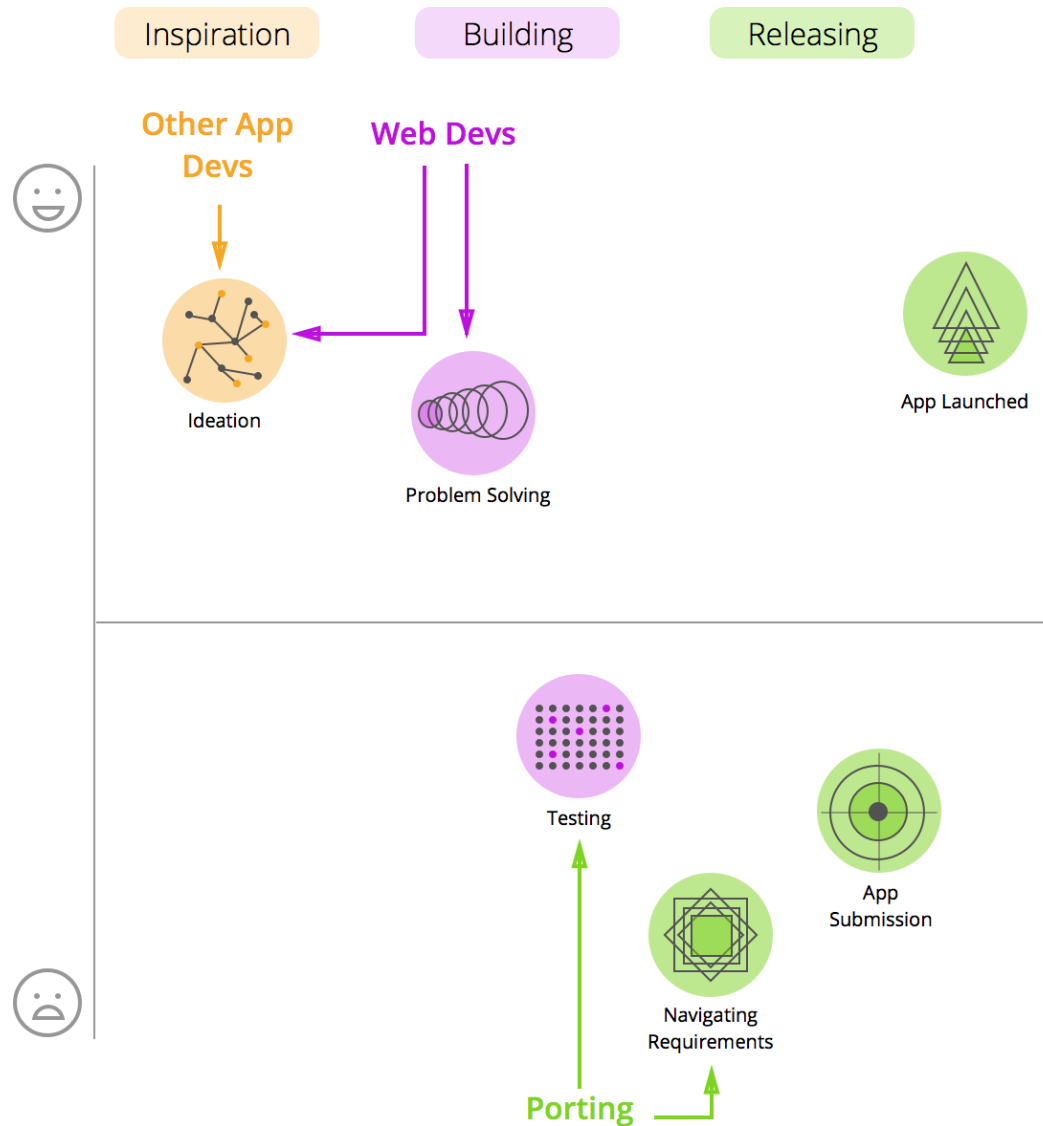 Inspiration
Building
Releasing
Other App
Devs
Web Devs
Ideation
App Launched
Problem Solving
Testing
App
Submission
Navigating
Requirements
Porting